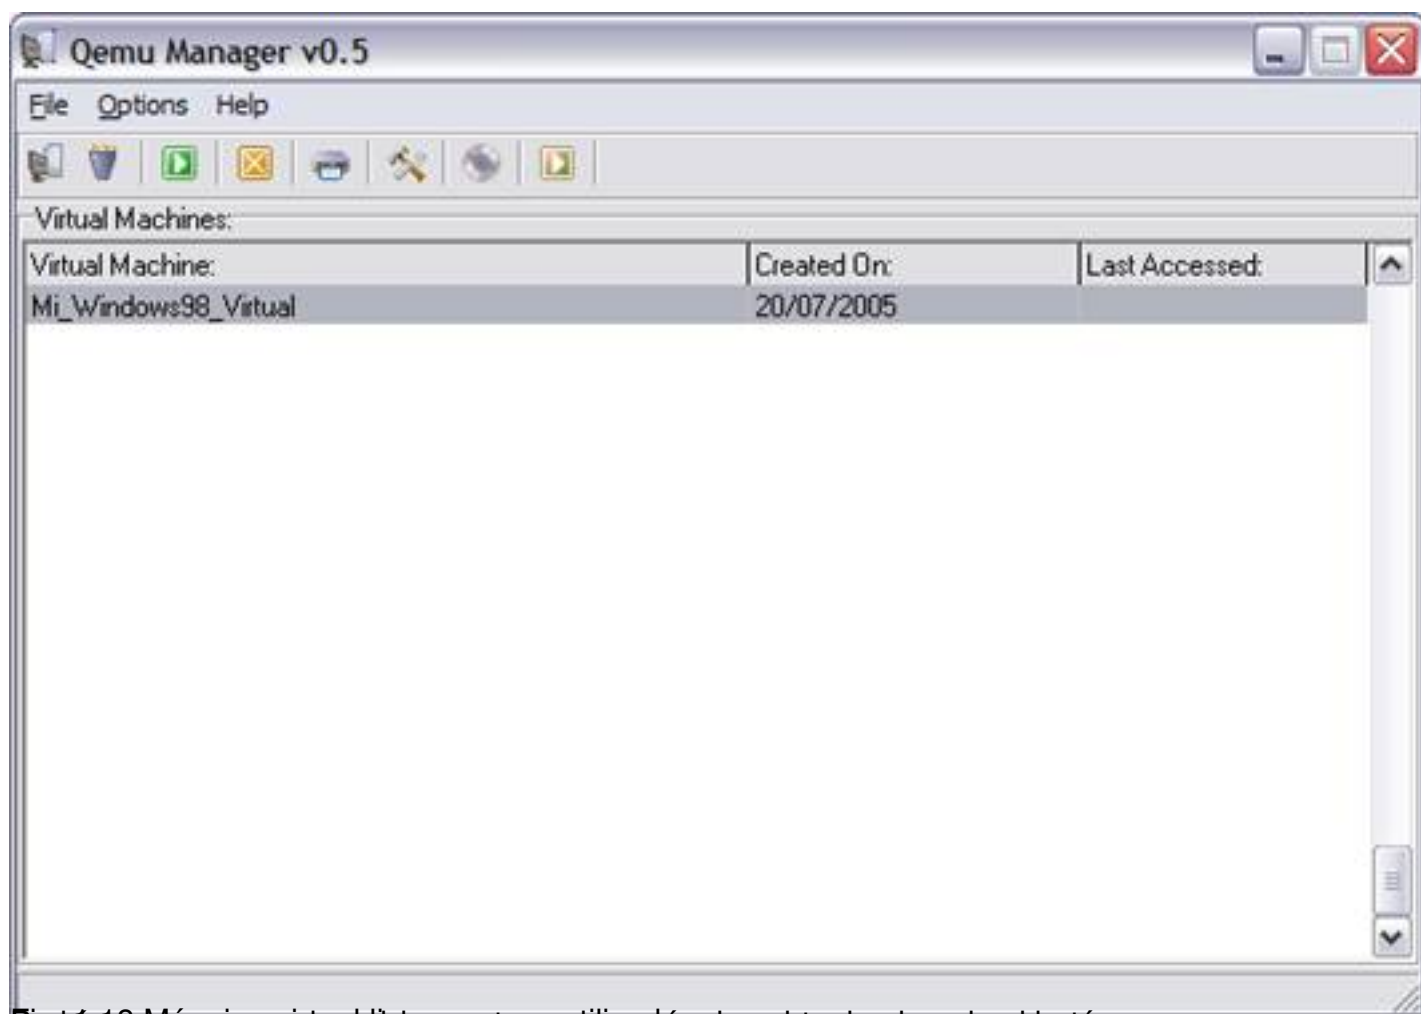 Qemu Manager v0.5
File Options Help
Virtual Machines:
Virtual Machine: Created On: Last Accessed:
Mi_Windows98_Virtual 20/07/2005